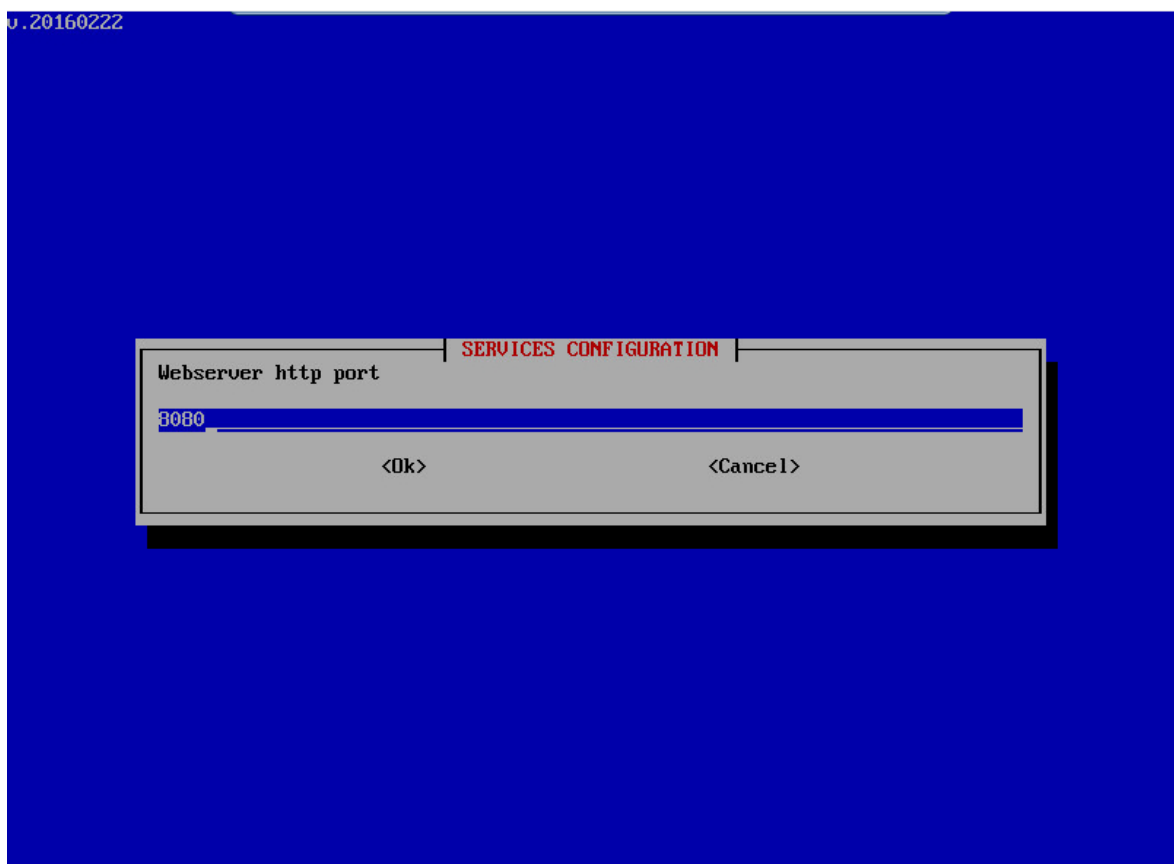 v.20160222
SERVICES CONFIGURATION
Webserver http port
8080
<Ok> <Cancel>